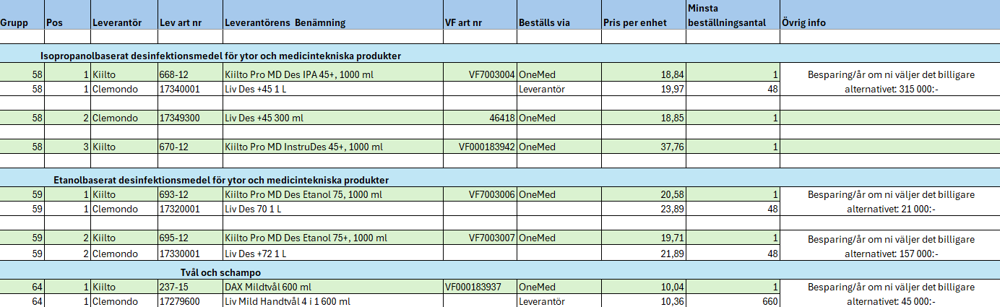 Minsta
Grupp Pos Leverantör Lev art nr Leverantörens Benämning VF art nr Beställs via Pris per enhet beställningsantal Övrig info
Isopropanolbaserat desinfektionsmedel för ytor och medicintekniska produkter
58 1 Kiilto 668-12 Kiilto Pro MD Des IPA 45+, 1000 ml VF7003004 OneMed 18,84 1 Besparing/år om ni väljer det billigare
58 1 Clemondo 17340001 Liv Des +45 1 L Leverantör 19,97 48 alternativet: 315 000:-
58 2 Clemondo 17349300 Liv Des +45 300 ml 46418 OneMed 18,85 1
58 3 Kiilto 670-12 Kiilto Pro MD InstruDes 45+, 1000 ml VF000183942 OneMed 37,76 1
Etanolbaserat desinfektionsmedel för ytor och medicintekniska produkter
59 1 Kiilto 693-12 Kiilto Pro MD Des Etanol 75, 1000 ml VF7003006 OneMed 20,58 1 Besparing/år om ni väljer det billigare
59 1 Clemondo 17320001 Liv Des 70 1 L 23,89 48 alternativet: 21 000:-
59 2 Kiilto 695-12 Kiilto Pro MD Des Etanol 75+, 1000 ml VF7003007 OneMed 19,71 1 Besparing/år om ni väljer det billigare
59 2 Clemondo 17330001 Liv Des +72 1 L 21,89 48 alternativet: 157 000:-
Tvål och schampo
64 1 Kiilto 237-15 DAX Mildtvål 600 ml VF000183937 OneMed 10,04 1 Besparing/år om ni väljer det billigare
64 1 Clemondo 17279600 Liv Mild Handtvål 4 i 1 600 ml Leverantör 10,36 660 alternativet: 45 000:-